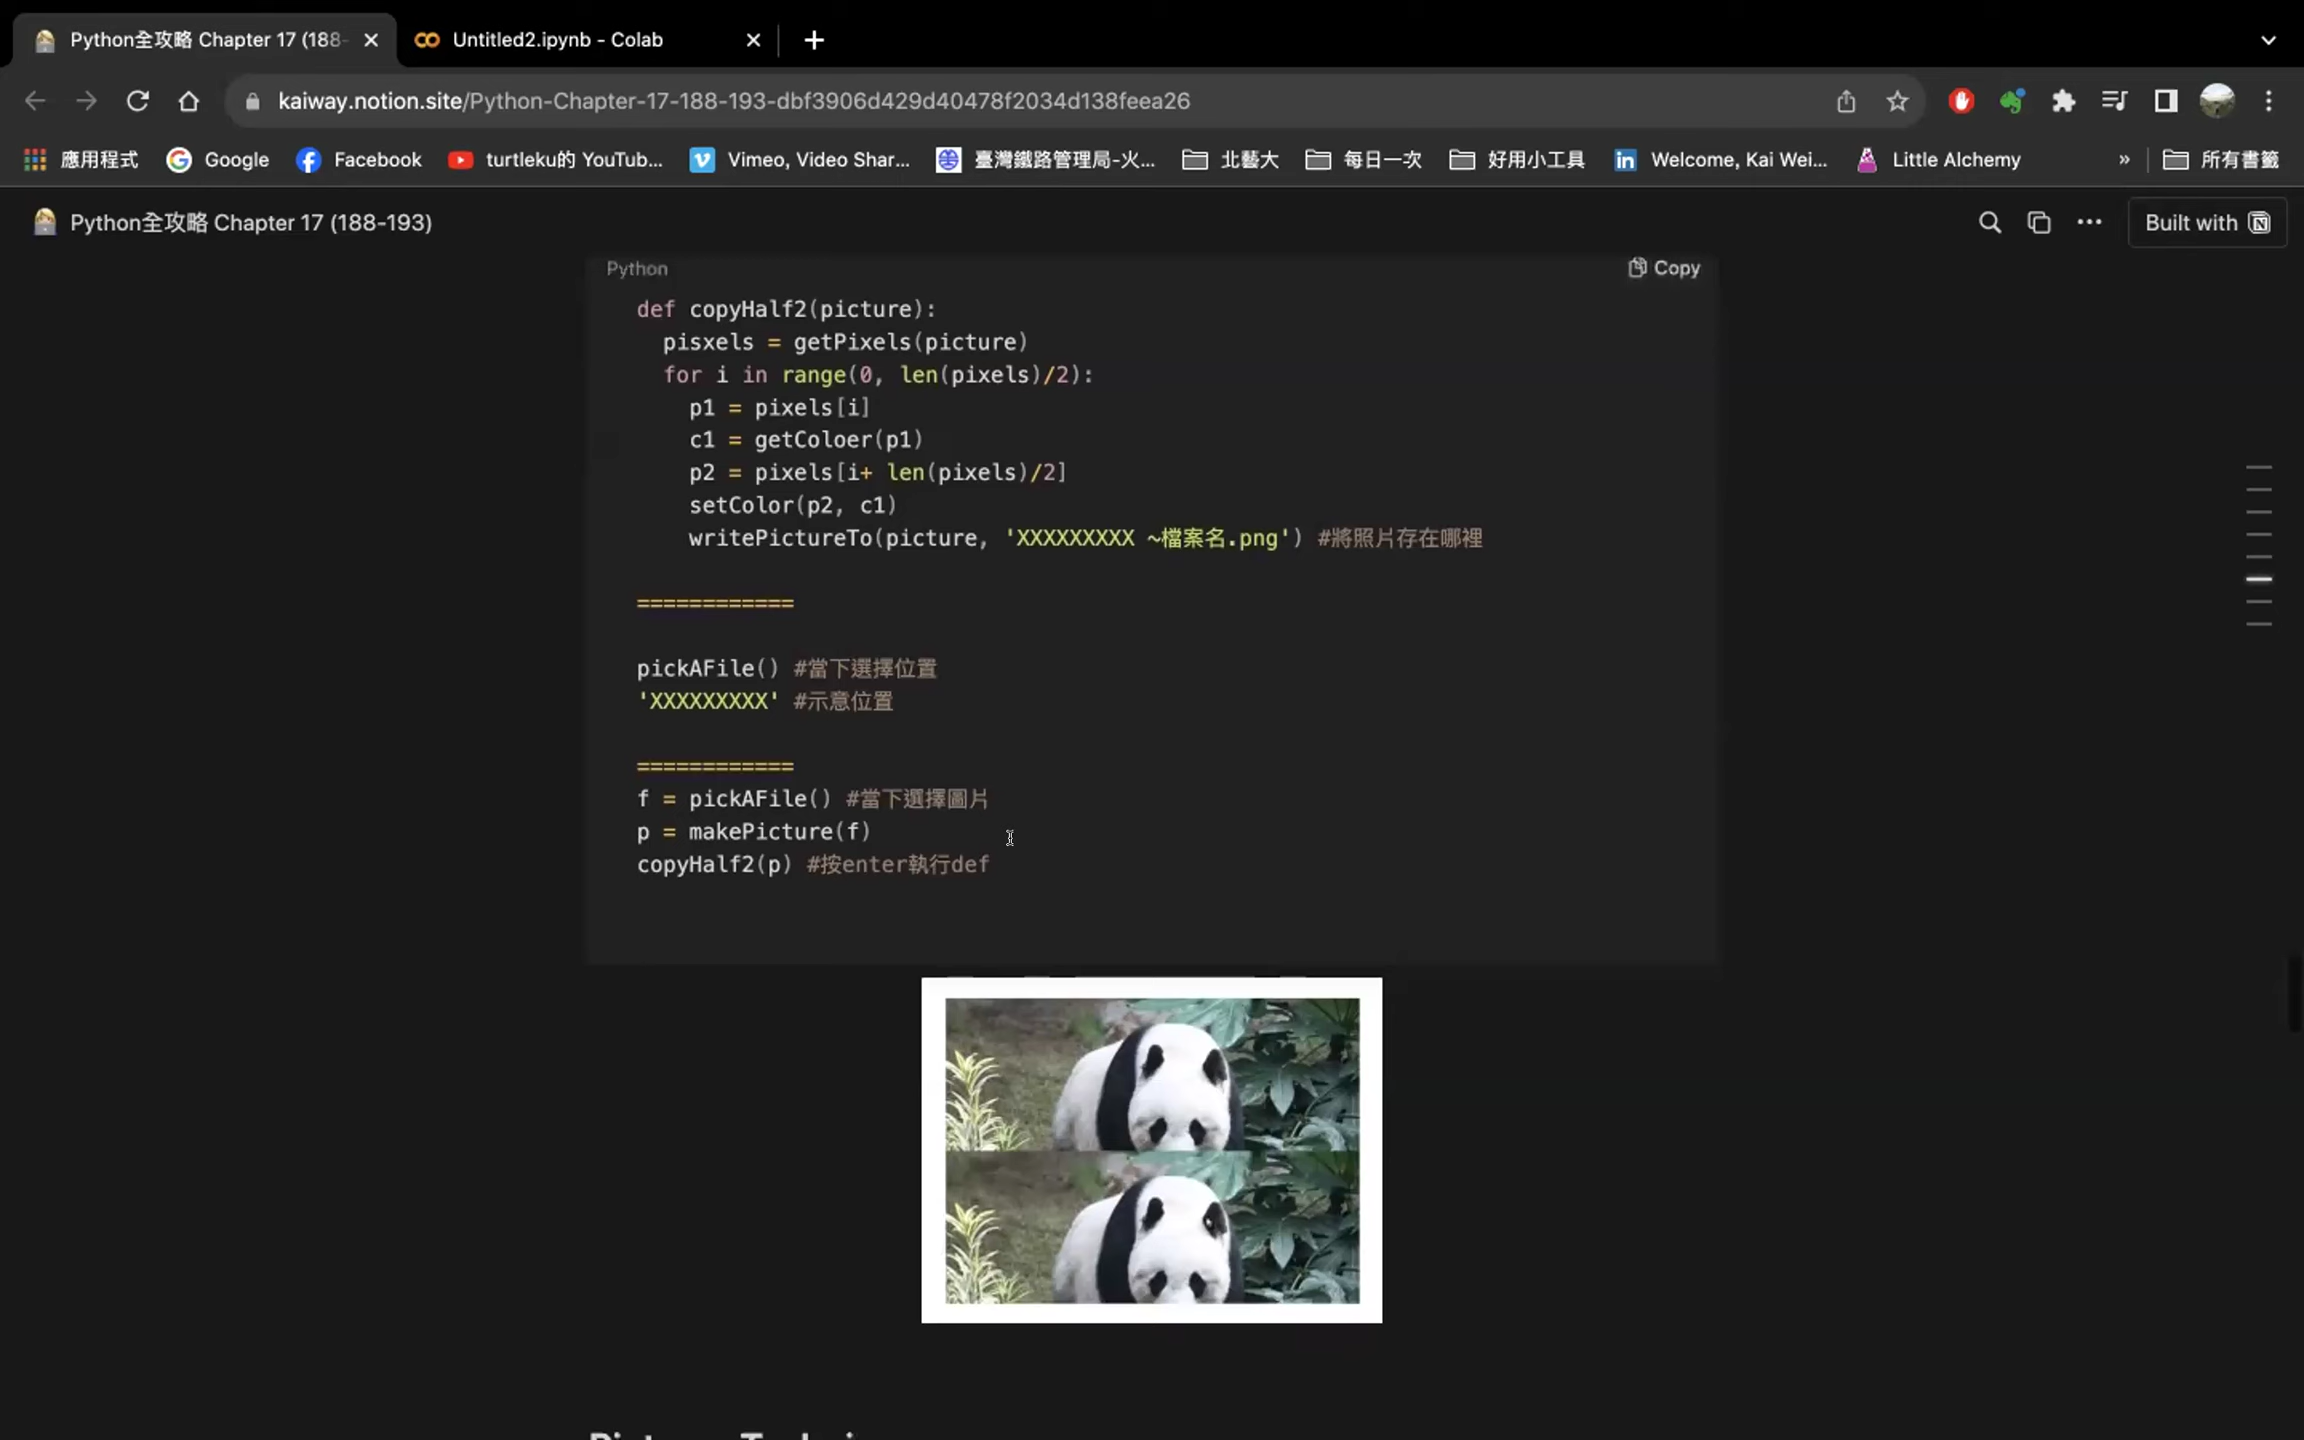 Python全攻略 Chapter 17 (188-
Untitled2.ipynb - Colab
kaiway.notion.site/Python-Chapter-17-188-193-dbf3906d429d40478f2034d138feea26
應用程式
Google
Facebook
turtleku的 YouTub...
Vimeo, Video Shar...
臺灣鐵路管理局-火...
北藝大
每日一次
好用小工具
Welcome, Kai Wei...
Little Alchemy
»
所有書籤
Python全攻略 Chapter 17 (188-193)
Built with
Python
Copy
def copyHalf2(picture):
  pisxels = getPixels(picture)
  for i in range(0, len(pixels)/2):
    p1 = pixels[i]
    c1 = getColoer(p1)
    p2 = pixels[i+ len(pixels)/2]
    setColor(p2, c1)
    writePictureTo(picture, 'XXXXXXXXX ~檔案名.png') #將照片存在哪裡
============
pickAFile() #當下選擇位置
'XXXXXXXXX' #示意位置
============
f = pickAFile() #當下選擇圖片
p = makePicture(f)
copyHalf2(p) #按enter執行def